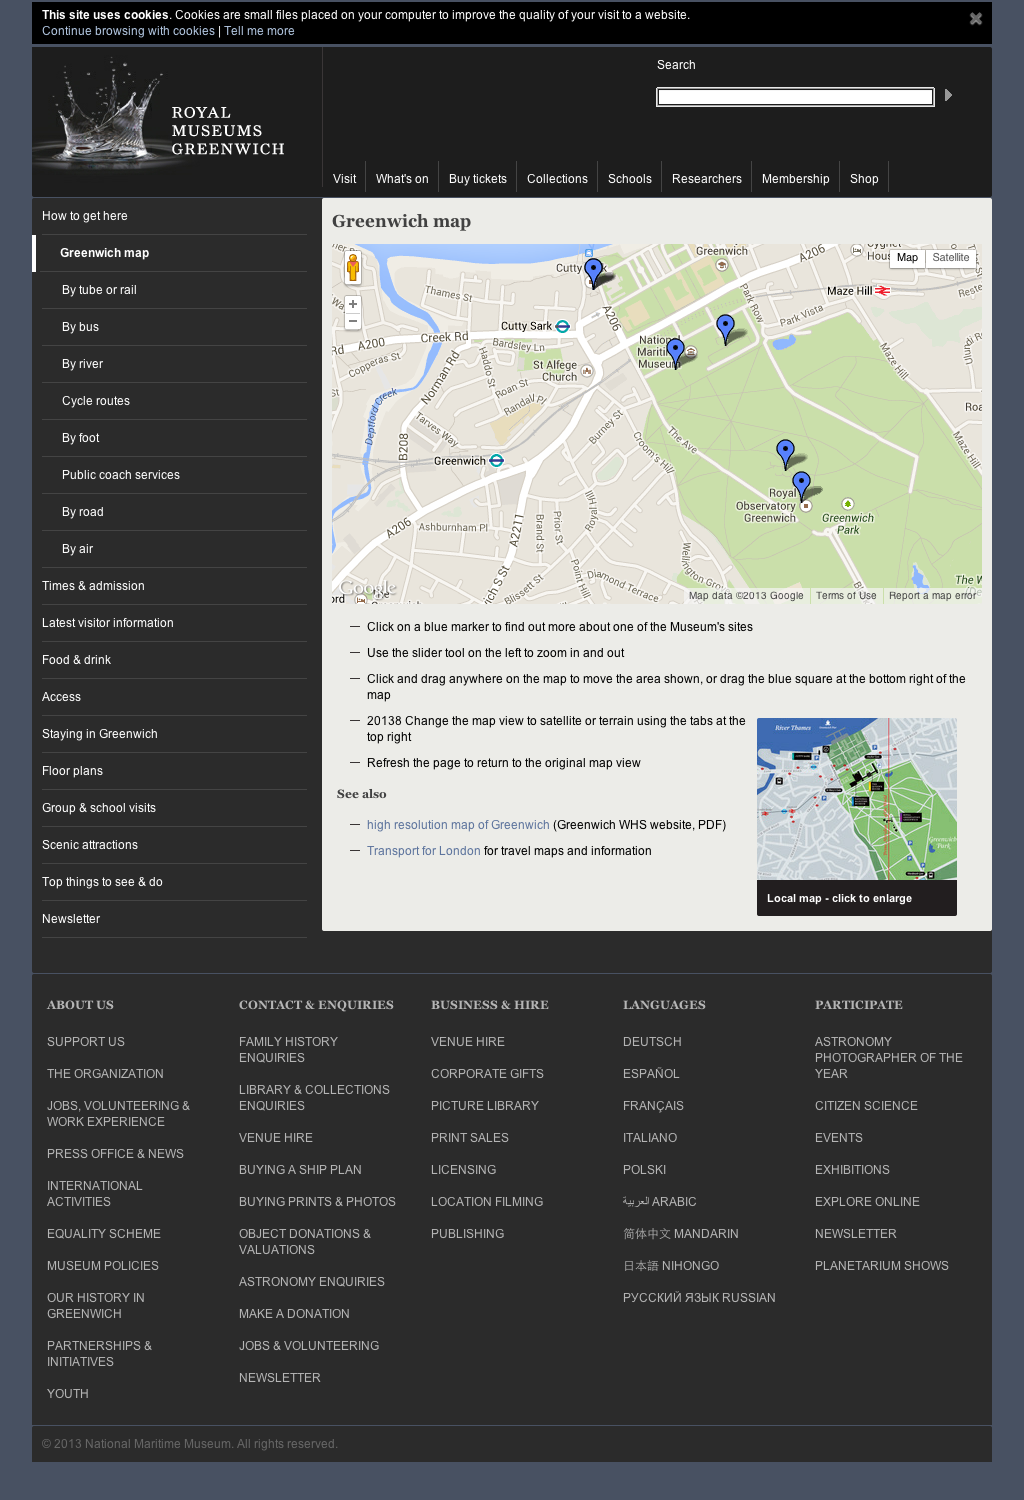 This site uses cookies. Cookies are small files placed on your computer to improve the quality of your visit to a website.
Continue browsing with cookies | Tell me more
ROYAL
MUSEUMS
GREENWICH
Search
Visit
What's on
Buy tickets
Collections
Schools
Researchers
Membership
Shop
How to get here
Greenwich map
By tube or rail
By bus
By river
Cycle routes
By foot
Public coach services
By road
By air
Times & admission
Latest visitor information
Food & drink
Access
Staying in Greenwich
Floor plans
Group & school visits
Scenic attractions
Top things to see & do
Newsletter
Greenwich map
Map
Satellite
Greenwich
A206
Maze Hill
Thames St
Park Row
Park Vista
Cutty Sark
A206
Creek Rd
A200
Bardsley Ln
Copperas St
Haddo St
St Alfege
Church
National
Maritime
Museum
Maze Hill
Norman Rd
Roan St
Randall Pl
Deptford Creek
Tarves Way
B208
Burney St
The Ave
Croom's Hill
Maze Hill
Greenwich
Royal
Observatory
Greenwich
Greenwich
Park
A206
Ashburnham Pl
A2211
Brand St
Prior St
Royal Hill
Blissett St
Point Hill
Diamond Terrace
Google
Map data ©2013 Google
Terms of Use
Report a map error
— Click on a blue marker to find out more about one of the Museum's sites
— Use the slider tool on the left to zoom in and out
— Click and drag anywhere on the map to move the area shown, or drag the blue square at the bottom right of the
map
— 20138 Change the map view to satellite or terrain using the tabs at the
top right
— Refresh the page to return to the original map view
See also
— high resolution map of Greenwich (Greenwich WHS website, PDF)
— Transport for London for travel maps and information
River Thames
Greenwich
Park
Local map - click to enlarge
ABOUT US
SUPPORT US
THE ORGANIZATION
JOBS, VOLUNTEERING &
WORK EXPERIENCE
PRESS OFFICE & NEWS
INTERNATIONAL
ACTIVITIES
EQUALITY SCHEME
MUSEUM POLICIES
OUR HISTORY IN
GREENWICH
PARTNERSHIPS &
INITIATIVES
YOUTH
CONTACT & ENQUIRIES
FAMILY HISTORY
ENQUIRIES
LIBRARY & COLLECTIONS
ENQUIRIES
VENUE HIRE
BUYING A SHIP PLAN
BUYING PRINTS & PHOTOS
OBJECT DONATIONS &
VALUATIONS
ASTRONOMY ENQUIRIES
MAKE A DONATION
JOBS & VOLUNTEERING
NEWSLETTER
BUSINESS & HIRE
VENUE HIRE
CORPORATE GIFTS
PICTURE LIBRARY
PRINT SALES
LICENSING
LOCATION FILMING
PUBLISHING
LANGUAGES
DEUTSCH
ESPAÑOL
FRANÇAIS
ITALIANO
POLSKI
العربية ARABIC
简体中文 MANDARIN
日本語 NIHONGO
РУССКИЙ ЯЗЫК RUSSIAN
PARTICIPATE
ASTRONOMY
PHOTOGRAPHER OF THE
YEAR
CITIZEN SCIENCE
EVENTS
EXHIBITIONS
EXPLORE ONLINE
NEWSLETTER
PLANETARIUM SHOWS
© 2013 National Maritime Museum. All rights reserved.